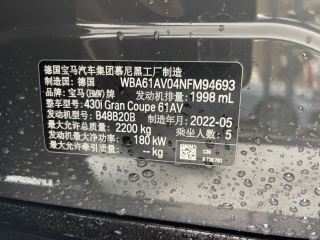 德国宝马汽车集团慕尼黑工厂制造
德国 WBA61AV04NFM94693
品牌: 宝马(BMW)牌 发动机排量: 1998 mL
整车型号: 430i Gran Coupe 61AV
发动机型号: B48B20B 制造年月: 2022-05
最大允许总质量: 2200 kg 乘坐人数: 5
发动机最大净功率: 180 kW
最大允许牵引质量: -- kg